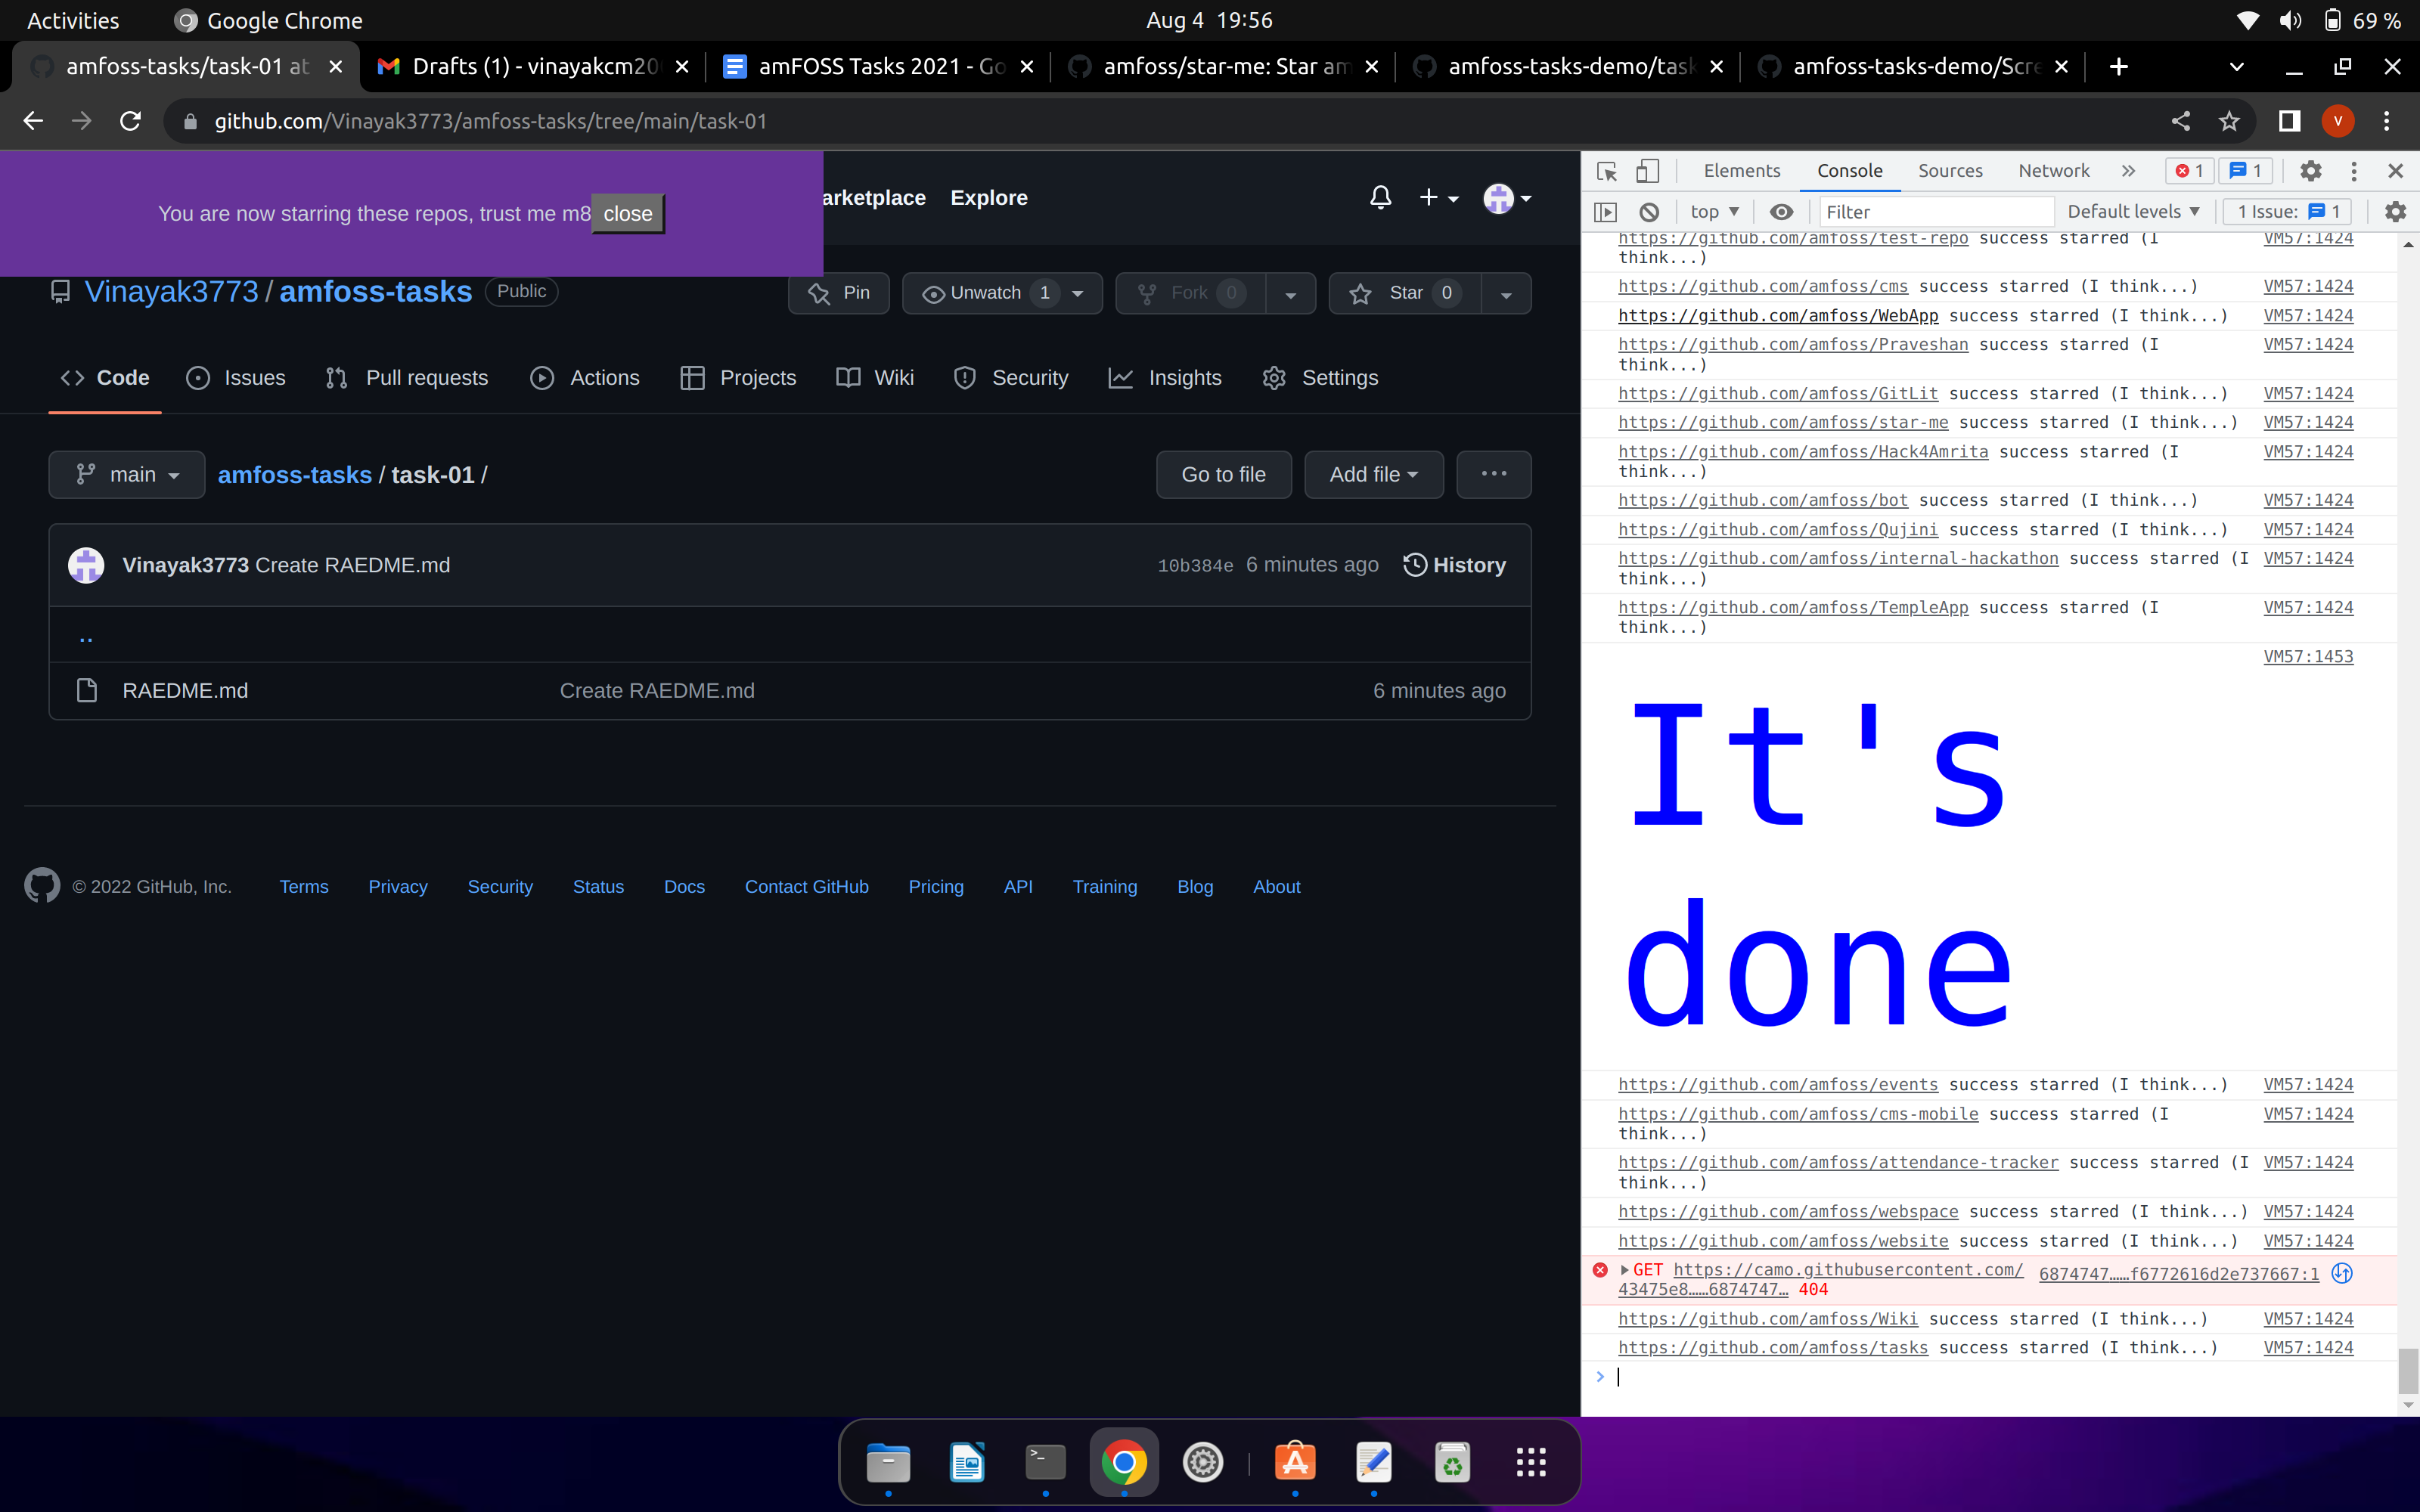 Activities Google Chrome Aug 4 19:56 69 %
amfoss-tasks/task-01 at Drafts (1) - vinayakcm20 amFOSS Tasks 2021 - Go amfoss/star-me: Star am amfoss-tasks-demo/task amfoss-tasks-demo/Scre
github.com/Vinayak3773/amfoss-tasks/tree/main/task-01 V
You are now starring these repos, trust me m8 close
arketplace Explore
Vinayak3773 / amfoss-tasks Public Pin Unwatch 1 Fork 0 Star 0
Code Issues Pull requests Actions Projects Wiki Security Insights Settings
main amfoss-tasks / task-01 / Go to file Add file ...
Vinayak3773 Create RAEDME.md 10b384e 6 minutes ago History
..
RAEDME.md Create RAEDME.md 6 minutes ago
© 2022 GitHub, Inc. Terms Privacy Security Status Docs Contact GitHub Pricing API Training Blog About
Elements Console Sources Network » 1 1
top Filter Default levels 1 Issue: 1
https://github.com/amfoss/test-repo success starred (I VM57:1424
think...)
https://github.com/amfoss/cms success starred (I think...) VM57:1424
https://github.com/amfoss/WebApp success starred (I think...) VM57:1424
https://github.com/amfoss/Praveshan success starred (I VM57:1424
think...)
https://github.com/amfoss/GitLit success starred (I think...) VM57:1424
https://github.com/amfoss/star-me success starred (I think...) VM57:1424
https://github.com/amfoss/Hack4Amrita success starred (I VM57:1424
think...)
https://github.com/amfoss/bot success starred (I think...) VM57:1424
https://github.com/amfoss/Qujini success starred (I think...) VM57:1424
https://github.com/amfoss/internal-hackathon success starred (I VM57:1424
think...)
https://github.com/amfoss/TempleApp success starred (I VM57:1424
think...)
VM57:1453
It's
done
https://github.com/amfoss/events success starred (I think...) VM57:1424
https://github.com/amfoss/cms-mobile success starred (I VM57:1424
think...)
https://github.com/amfoss/attendance-tracker success starred (I VM57:1424
think...)
https://github.com/amfoss/webspace success starred (I think...) VM57:1424
https://github.com/amfoss/website success starred (I think...) VM57:1424
GET https://camo.githubusercontent.com/ 6874747……f6772616d2e737667:1
43475e8……6874747… 404
https://github.com/amfoss/Wiki success starred (I think...) VM57:1424
https://github.com/amfoss/tasks success starred (I think...) VM57:1424